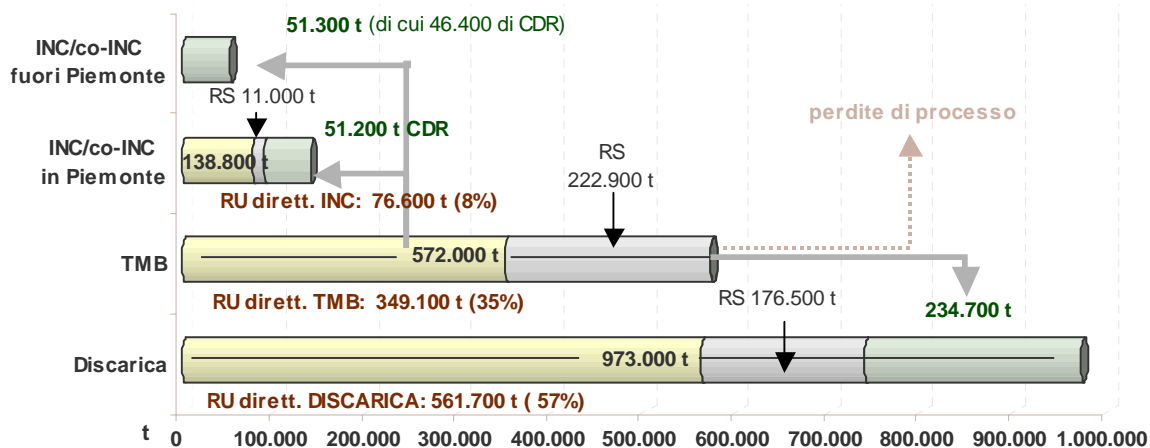 51.300 t (di cui 46.400 di CDR)
INC/co-INC
fuori Piemonte
RS 11.000 t
51.200 t CDR
perdite di processo
INC/co-INC
in Piemonte
138.800 t
RS
222.900 t
RU dirett. INC: 76.600 t (8%)
TMB
572.000 t
RU dirett. TMB: 349.100 t (35%)
RS 176.500 t
234.700 t
Discarica
973.000 t
RU dirett. DISCARICA: 561.700 t ( 57%)
t
0 100.000 200.000 300.000 400.000 500.000 600.000 700.000 800.000 900.000 1.000.000